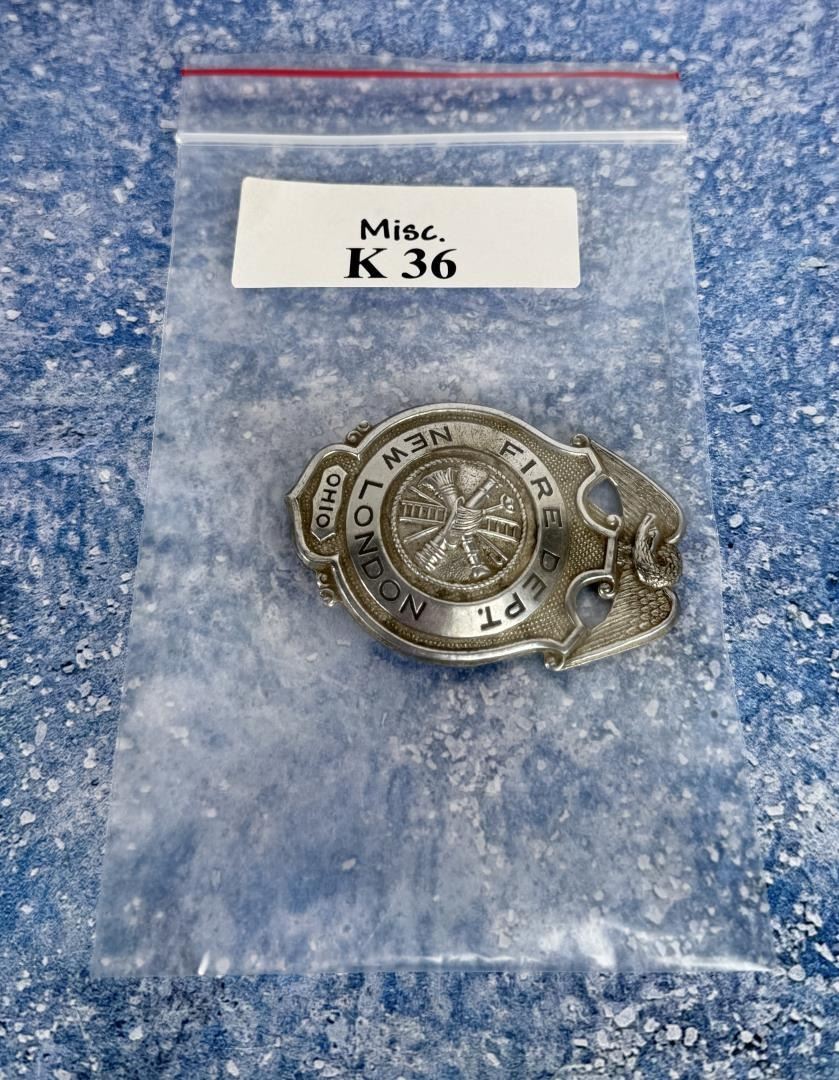 Misc.
K 36
FIRE DEPT.
NEW LONDON
OHIO